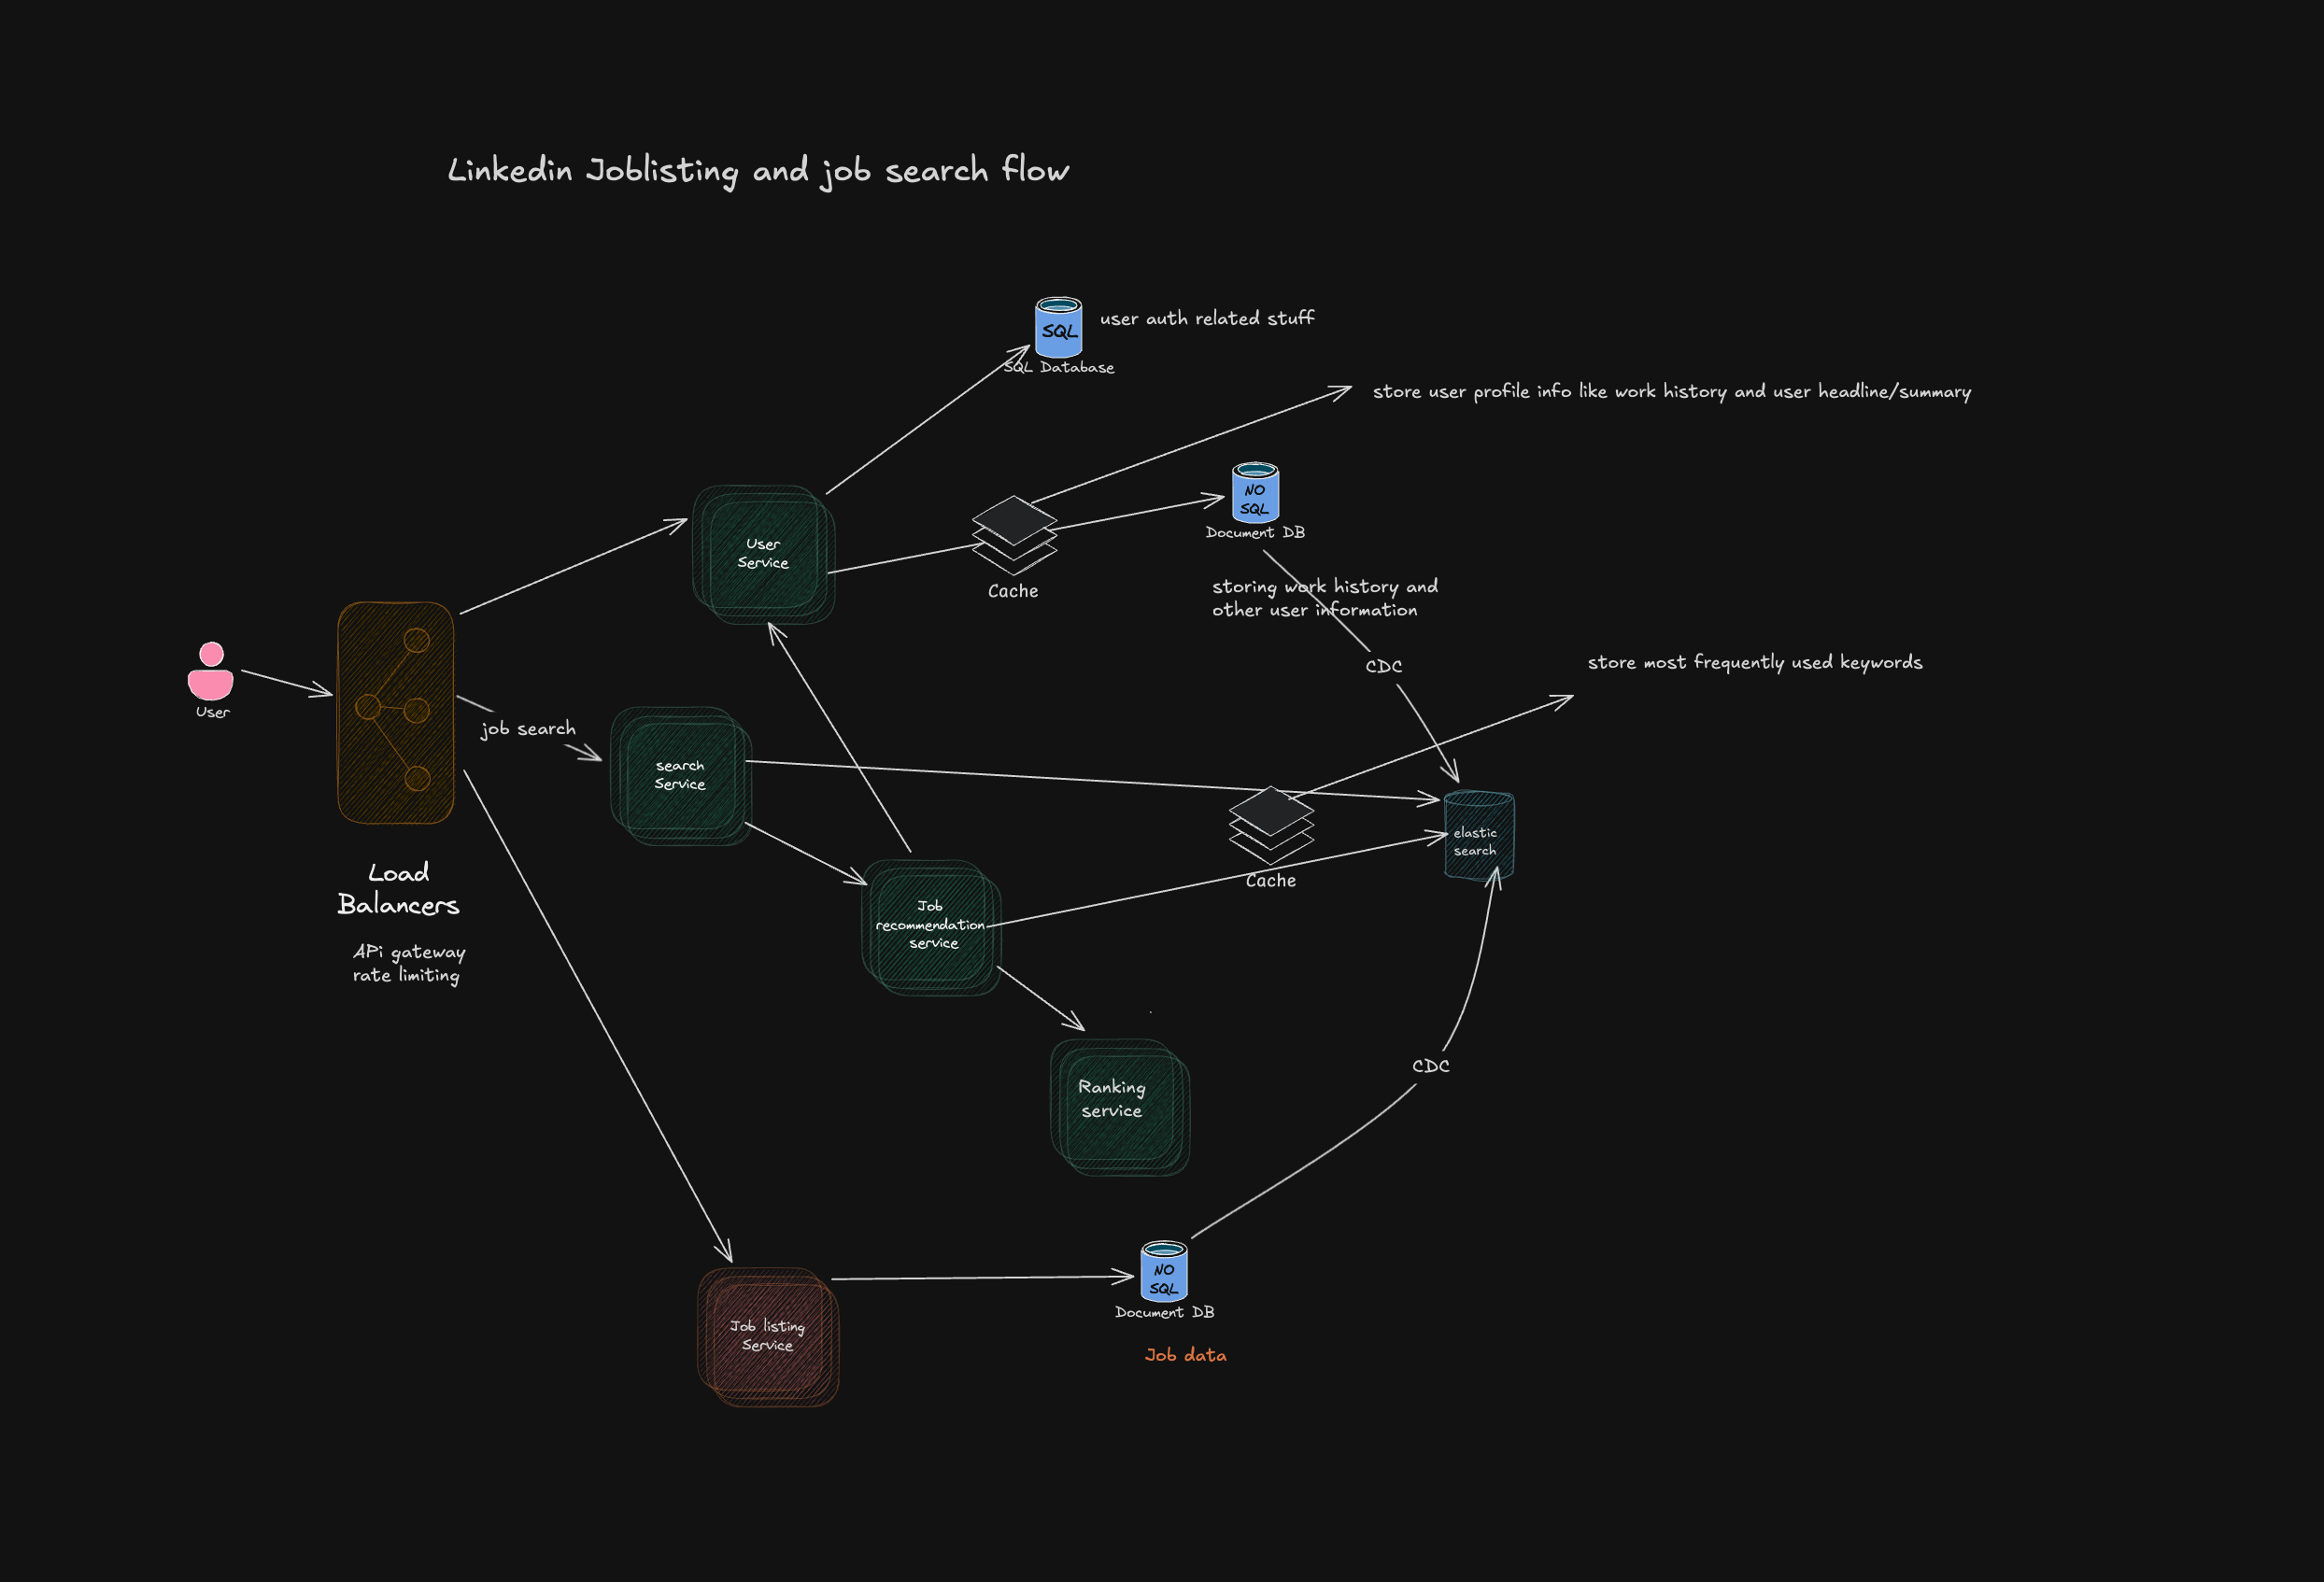 Linkedin Joblisting and job search flow
SQL
user auth related stuff
SQL Database
store user profile info like work history and user headline/summary
NO
SQL
Document DB
User
Service
Cache
storing work history and
other user information
CDC
store most frequently used keywords
User
job search
search
Service
elastic
search
Load
Balancers
Cache
Job
recommendation
service
APi gateway
rate limiting
Ranking
service
CDC
NO
SQL
Document DB
Job listing
Service
Job data